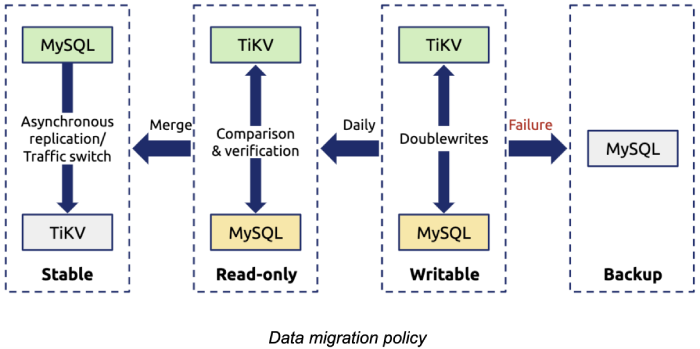 MySQL
Asynchronous
replication/
Traffic switch
TiKV
Stable
Merge
TiKV
Comparison
& verification
MySQL
Read-only
Daily
TiKV
Doublewrites
MySQL
Writable
Failure
MySQL
Backup
Data migration policy